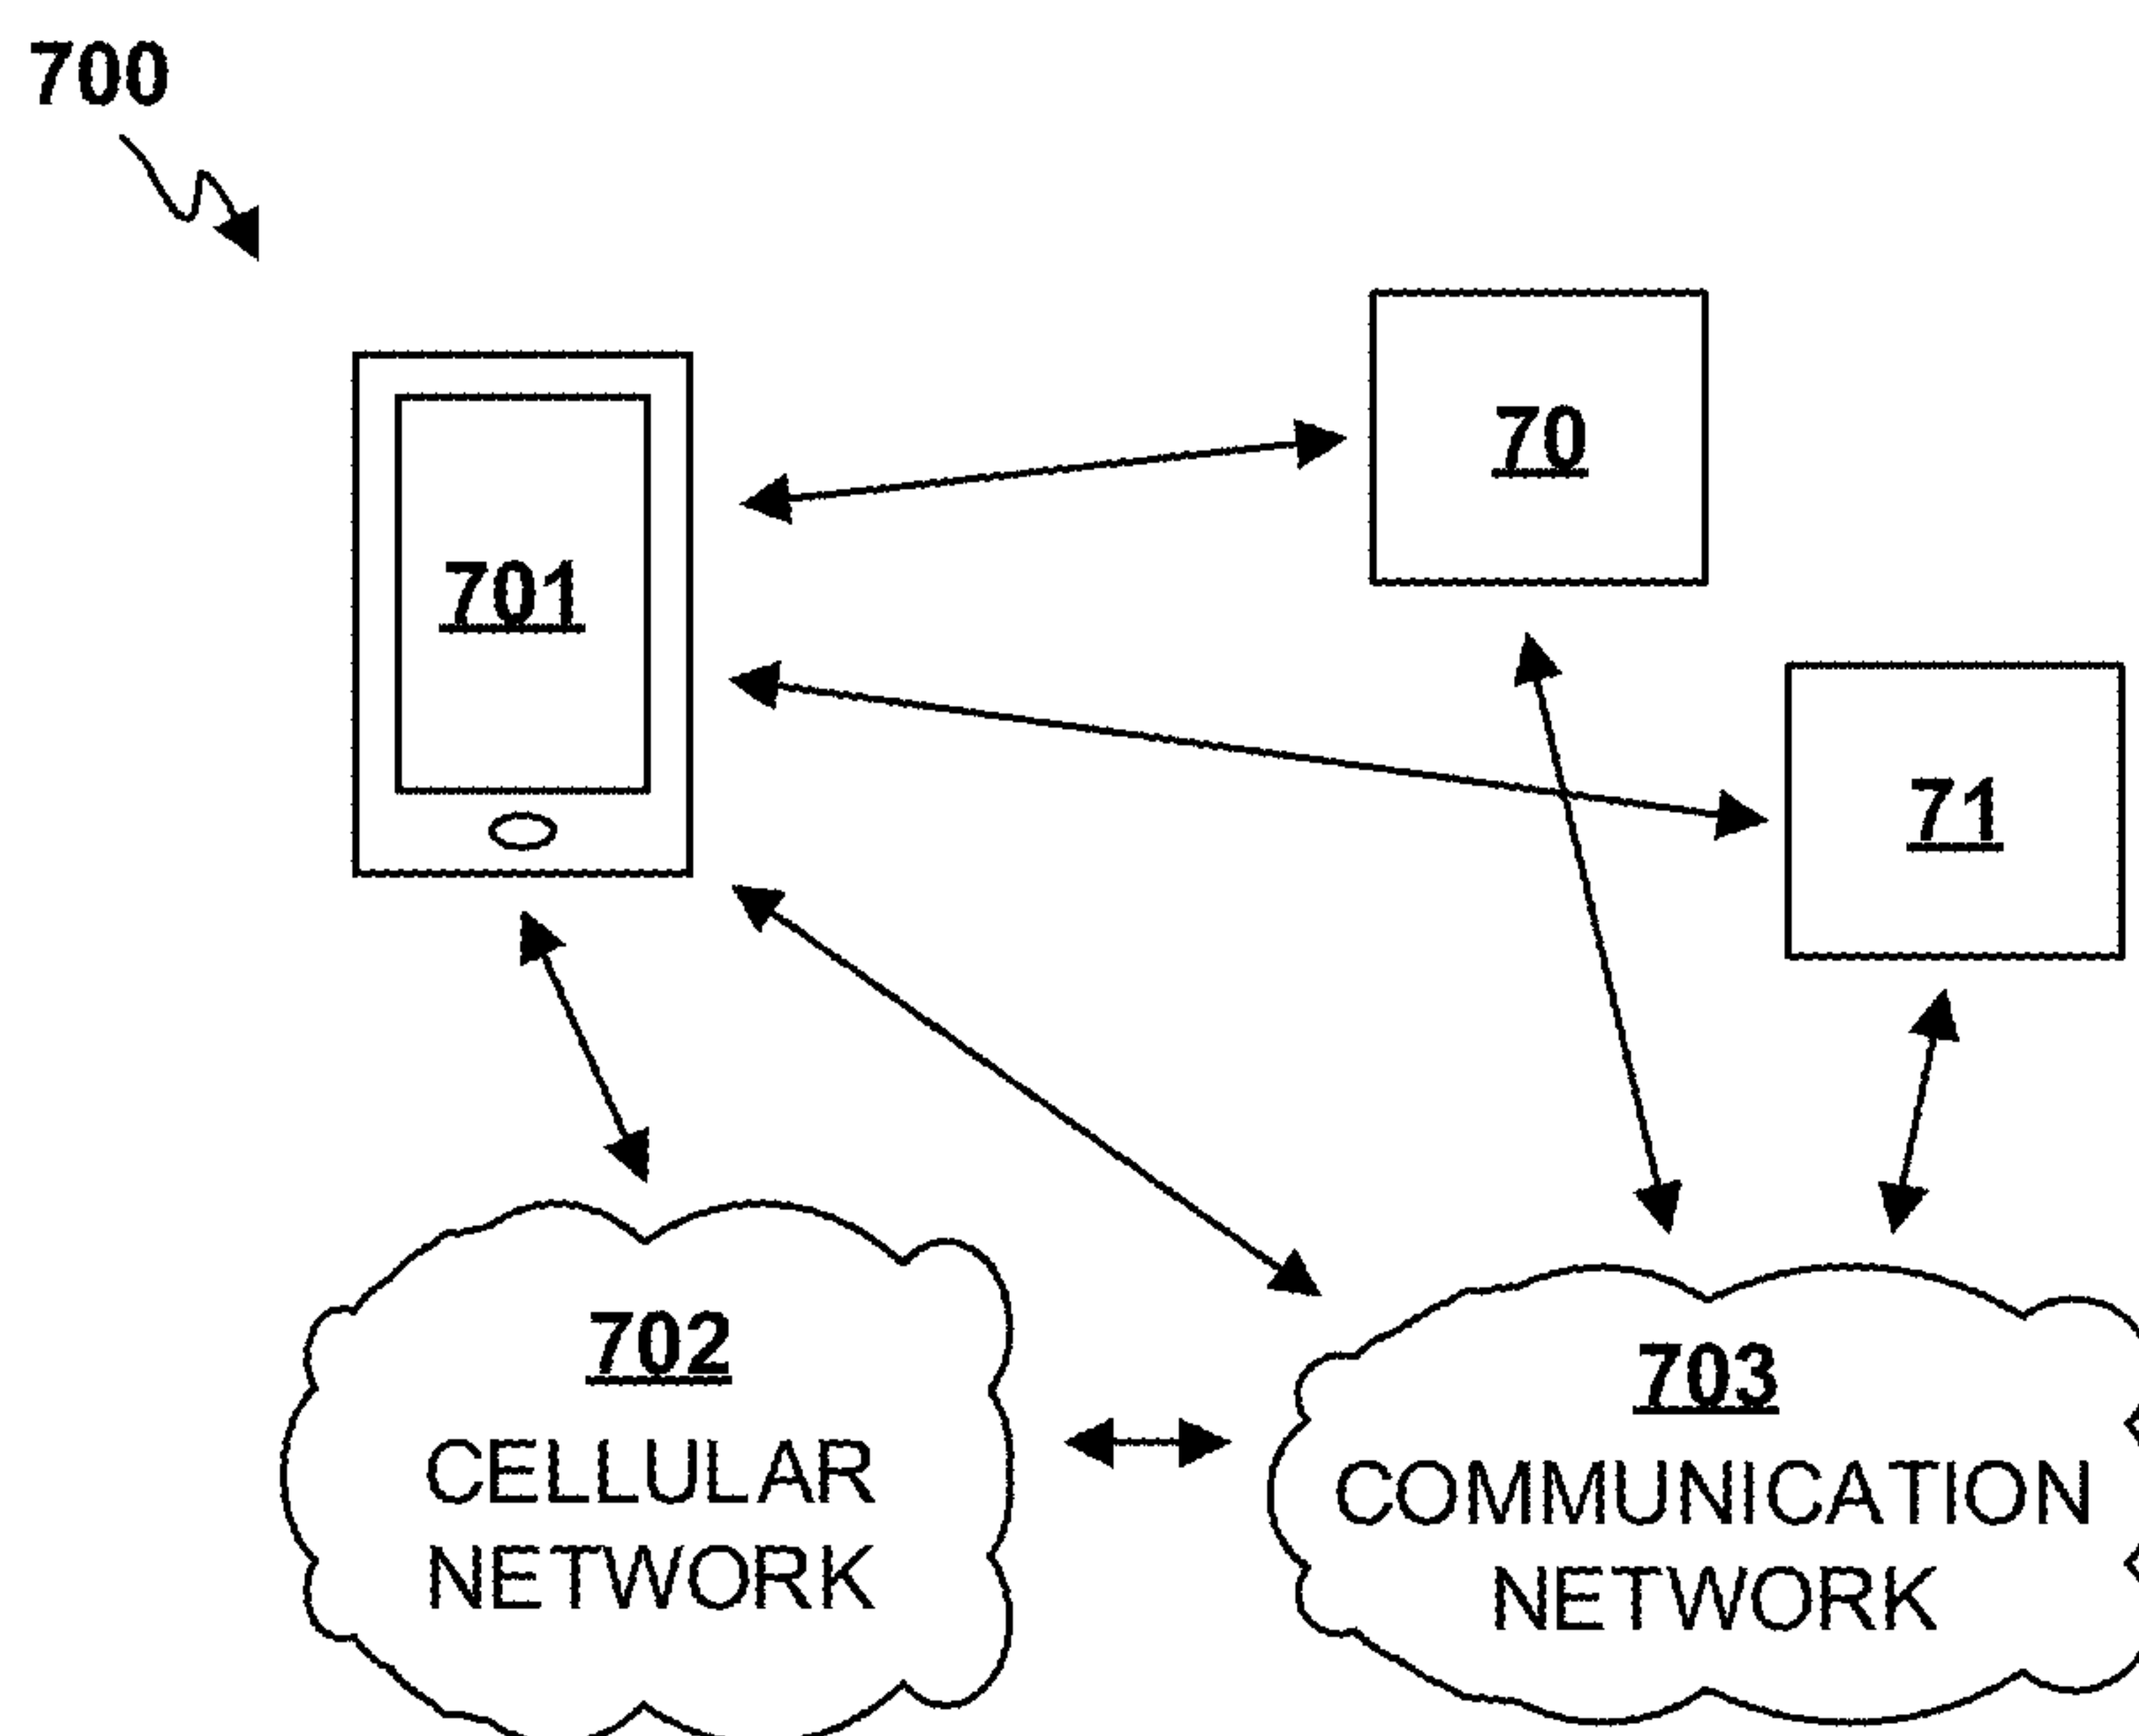 700
70
701
71
702
CELLULAR
NETWORK
703
COMMUNICATION
NETWORK